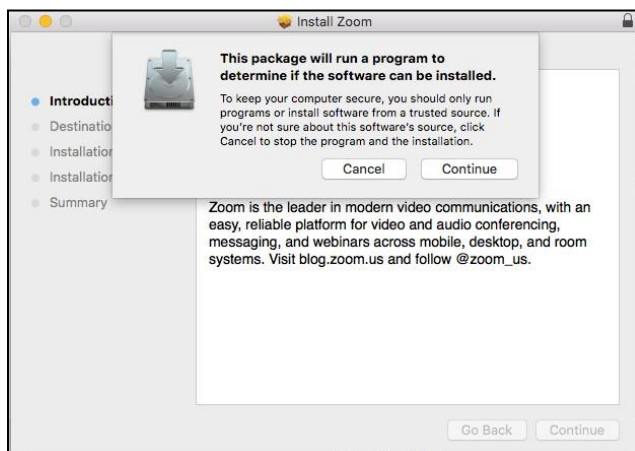 Install Zoom
This package will run a program to
determine if the software can be installed.
To keep your computer secure, you should only run
programs or install software from a trusted source. If
you're not sure about this software's source, click
Cancel to stop the program and the installation.
Cancel Continue
Introducti
Destinatio
Installation
Installation
Summary
Zoom is the leader in modern video communications, with an
easy, reliable platform for video and audio conferencing,
messaging, and webinars across mobile, desktop, and room
systems. Visit blog.zoom.us and follow @zoom_us.
Go Back Continue